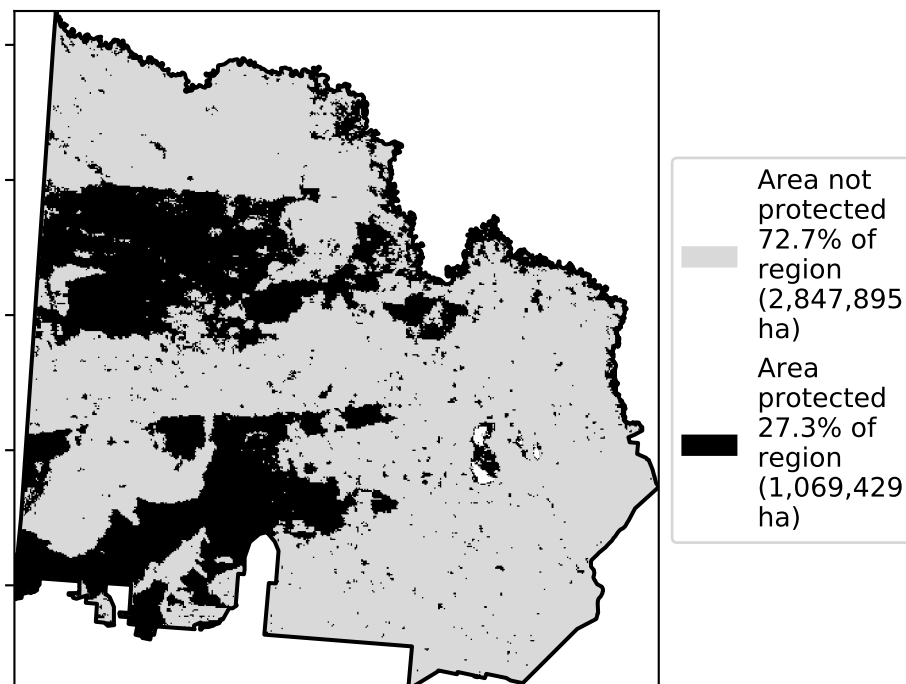 Area not
protected
72.7% of
region
(2,847,895
ha)
Area
protected
27.3% of
region
(1,069,429
ha)